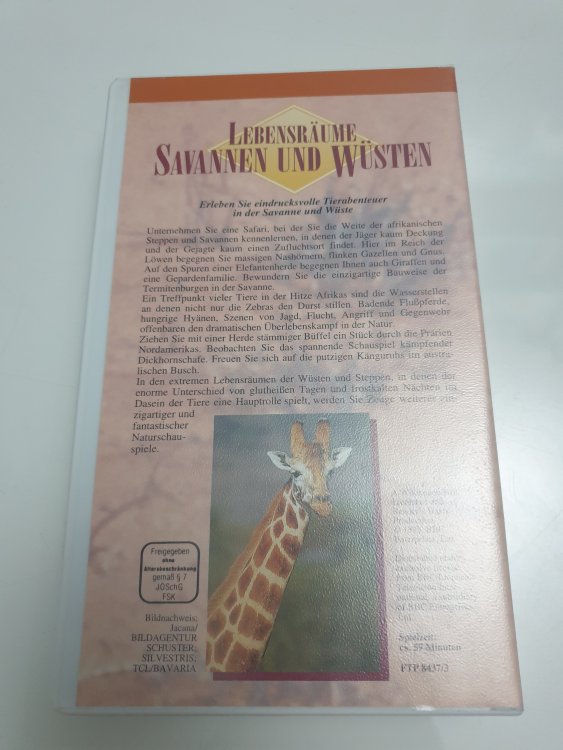 LEBENSRÄUME
SAVANNEN UND WÜSTEN
Erleben Sie eindrucksvolle Tierabenteuer
in der Savanne und Wüste
Unternehmen Sie eine Safari, bei der Sie die Weite der afrikanischen
Steppen und Savannen kennenlernen, in denen der Jäger kaum Deckung
und der Gejagte kaum einen Zufluchtsort findet. Hier im Reich der
Löwen begegnen Sie massigen Nashörnern, flinken Gazellen und Gnus.
Auf den Spuren einer Elefantenherde begegnen Ihnen auch Giraffen und
eine Gepardenfamilie. Bewundern Sie die einzigartige Bauweise der
Termitenburgen in der Savanne.
Ein Treffpunkt vieler Tiere in der Hitze Afrikas sind die Wasserstellen
an denen nicht nur die Zebras den Durst stillen. Badende Flußpferde,
hungrige Hyänen, Szenen von Jagd, Flucht, Angriff und Gegenwehr
offenbaren den dramatischen Überlebenskampf in der Natur.
Ziehen Sie mit einer Herde stämmiger Büffel ein Stück durch die Prärien
Nordamerikas. Beobachten Sie das spannende Schauspiel kämpfender
Dickhornschafe. Freuen Sie sich auf die putzigen Känguruhs im austra-
lischen Busch.
In den extremen Lebensräumen der Wüsten und Steppen, in denen der
enorme Unterschied von glutheißen Tagen und frostkalten Nächten im
Dasein der Tiere eine Hauptrolle spielt, werden Sie Zeuge weiterer ein-
zigartiger und
fantastischer
Naturschau-
spiele.
Freigegeben
ohne
Altersbeschränkung
gemäß § 7
JÖSchG
FSK
Bildnachweis:
Jacana/
BILDAGENTUR
SCHUSTER;
SILVESTRIS;
TCL/BAVARIA
Spielzeit:
ca. 59 Minuten
FTP 8437/3